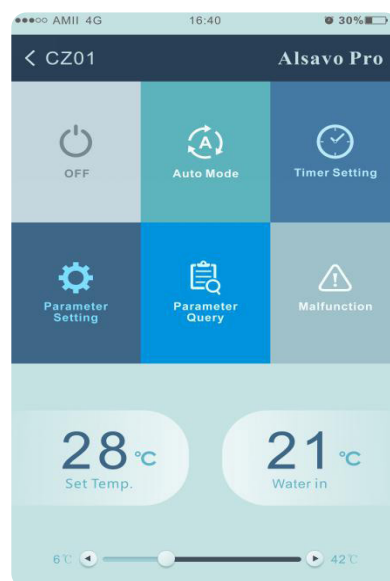 AMII 4G 16:40 30%
CZ01 Alsavo Pro
OFF
A
Auto Mode
Timer Setting
Parameter
Setting
Parameter
Query
Malfunction
28 °C
Set Temp.
21 °C
Water in
6℃ 42℃